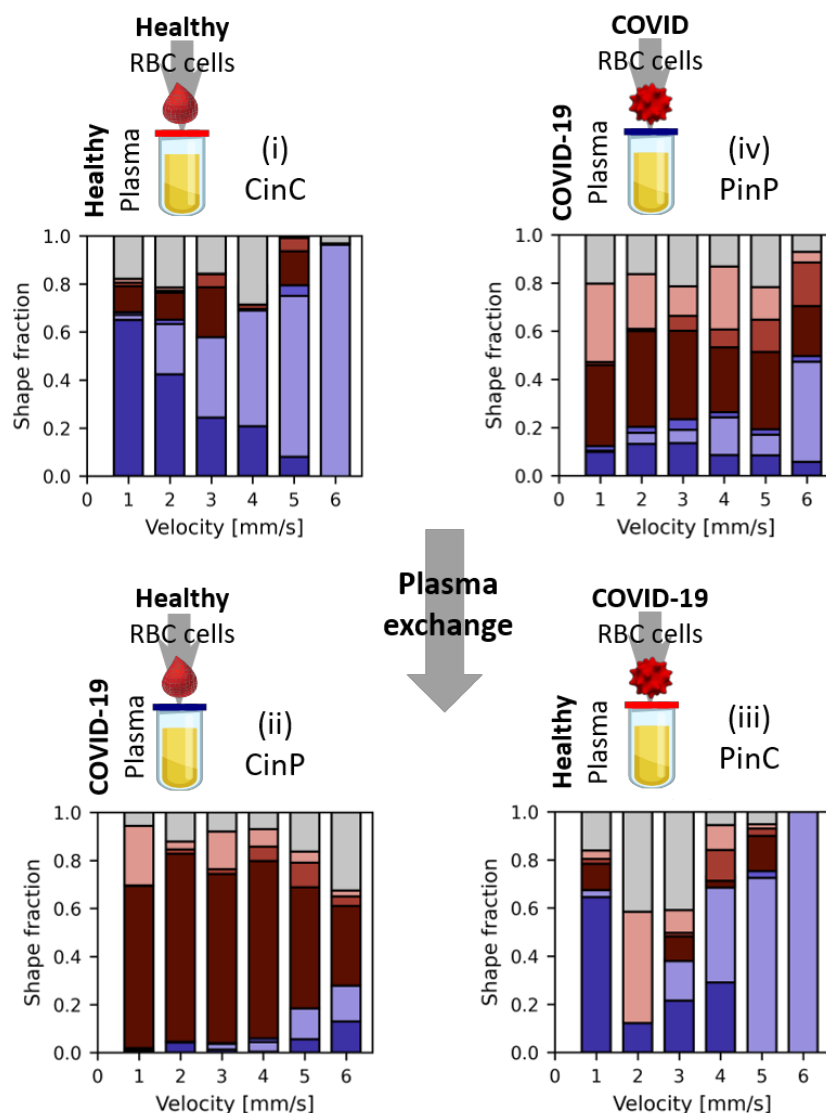 Healthy
RBC cells
Healthy
Plasma
(i)
CinC
1.0
0.8
0.6
0.4
0.2
0.0
Shape fraction
0 1 2 3 4 5 6
Velocity [mm/s]
COVID
RBC cells
COVID-19
Plasma
(iv)
PinP
1.0
0.8
0.6
0.4
0.2
0.0
Shape fraction
0 1 2 3 4 5 6
Velocity [mm/s]
Plasma
exchange
Healthy
RBC cells
COVID-19
Plasma
(ii)
CinP
1.0
0.8
0.6
0.4
0.2
0.0
Shape fraction
0 1 2 3 4 5 6
Velocity [mm/s]
COVID-19
RBC cells
Healthy
Plasma
(iii)
PinC
1.0
0.8
0.6
0.4
0.2
0.0
Shape fraction
0 1 2 3 4 5 6
Velocity [mm/s]